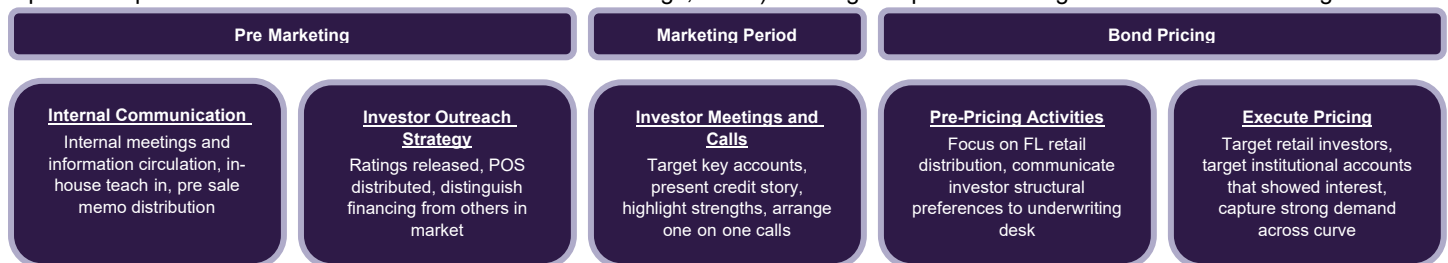 Pre Marketing
Marketing Period
Bond Pricing
Internal Communication
Internal meetings and
information circulation, in-
house teach in, pre sale
memo distribution
Investor Outreach
Strategy
Ratings released, POS
distributed, distinguish
financing from others in
market
Investor Meetings and
Calls
Target key accounts,
present credit story,
highlight strengths, arrange
one on one calls
Pre-Pricing Activities
Focus on FL retail
distribution, communicate
investor structural
preferences to underwriting
desk
Execute Pricing
Target retail investors,
target institutional accounts
that showed interest,
capture strong demand
across curve